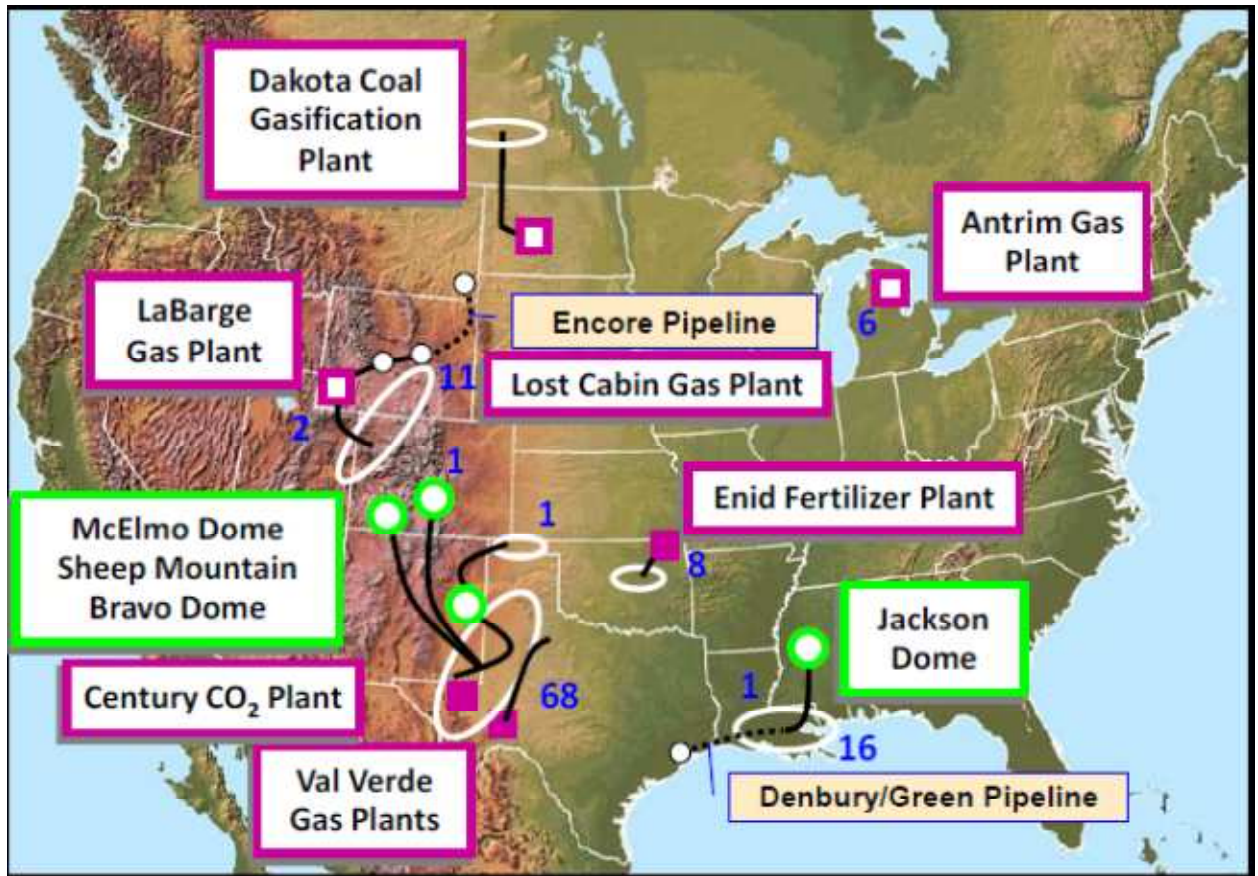 Dakota Coal
Gasification
Plant
Antrim Gas
Plant
LaBarge
Gas Plant
Encore Pipeline
6
11
Lost Cabin Gas Plant
2
1
Enid Fertilizer Plant
McElmo Dome
Sheep Mountain
Bravo Dome
1
8
Jackson
Dome
Century CO₂ Plant
68
1
16
Val Verde
Gas Plants
Denbury/Green Pipeline